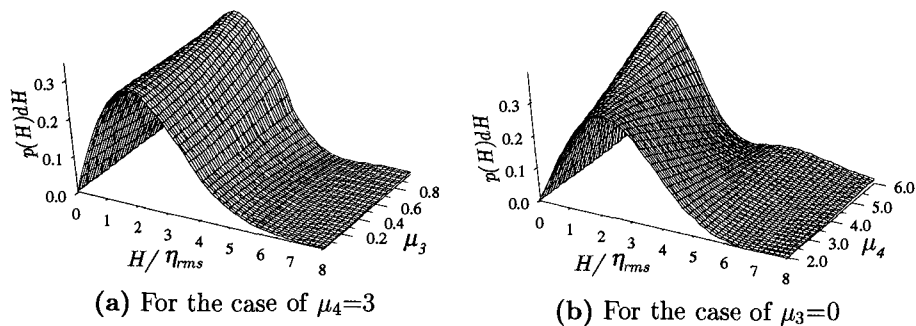 p(H)dH
0.3
0.2
0.1
0.0
0 1 2 3 4 5 6 7 8
H/ η_rms
0.2 0.4 0.6 0.8
μ_3
(a) For the case of μ_4=3
p(H)dH
0.3
0.2
0.1
0.0
0 1 2 3 4 5 6 7 8
H/ η_rms
2.0 3.0 4.0 5.0 6.0
μ_4
(b) For the case of μ_3=0